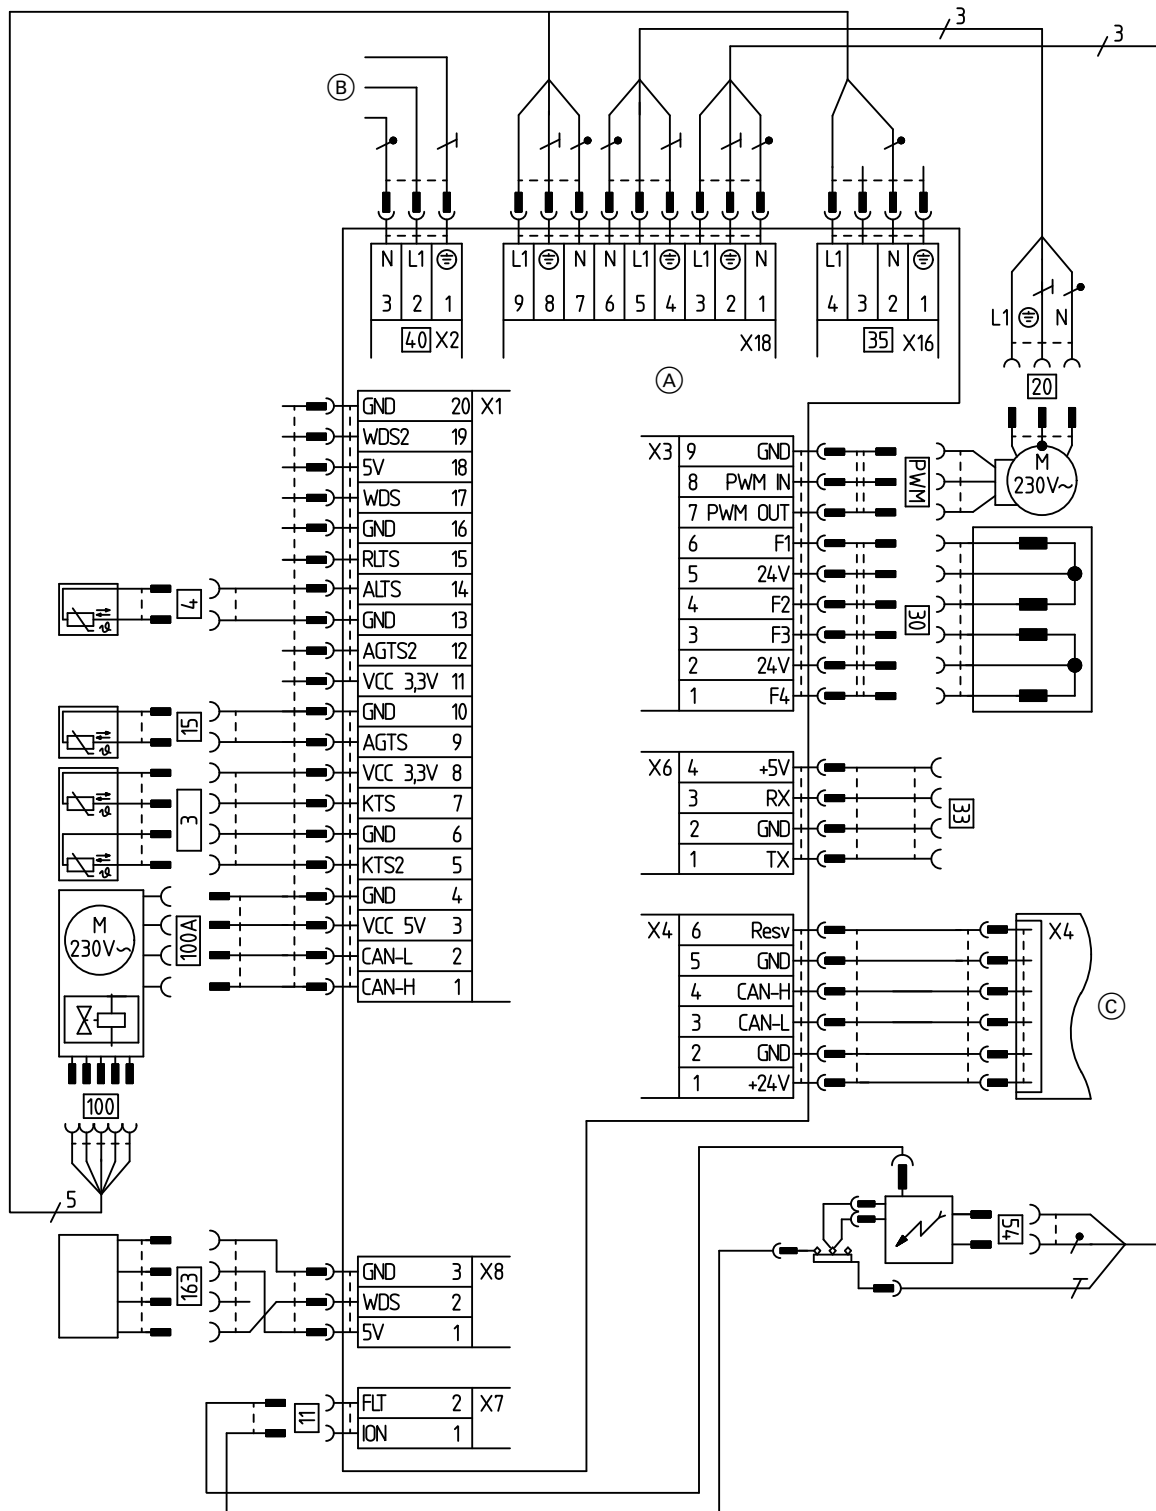 3
3
B
N L1
3 2 1
40 X2
L1 N N L1 L1 N
9 8 7 6 5 4 3 2 1
X18
L1 N
4 3 2 1
35 X16
L1 N
20
A
M
230V~
GND 20 X1
WDS2 19
5V 18
WDS 17
GND 16
RLTS 15
ALTS 14
GND 13
AGTS2 12
VCC 3,3V 11
GND 10
AGTS 9
VCC 3,3V 8
KTS 7
GND 6
KTS2 5
GND 4
VCC 5V 3
CAN-L 2
CAN-H 1
4
ϑ
15
ϑ
3
ϑ
ϑ
100A
M
230V~
100
5
X3 9 GND
8 PWM IN
7 PWM OUT
6 F1
5 24V
4 F2
3 F3
2 24V
1 F4
PWM
30
X6 4 +5V
3 RX
2 GND
1 TX
33
X4 6 Resv
5 GND
4 CAN-H
3 CAN-L
2 GND
1 +24V
X4
C
54
163
GND 3 X8
WDS 2
5V 1
11
FLT 2 X7
ION 1